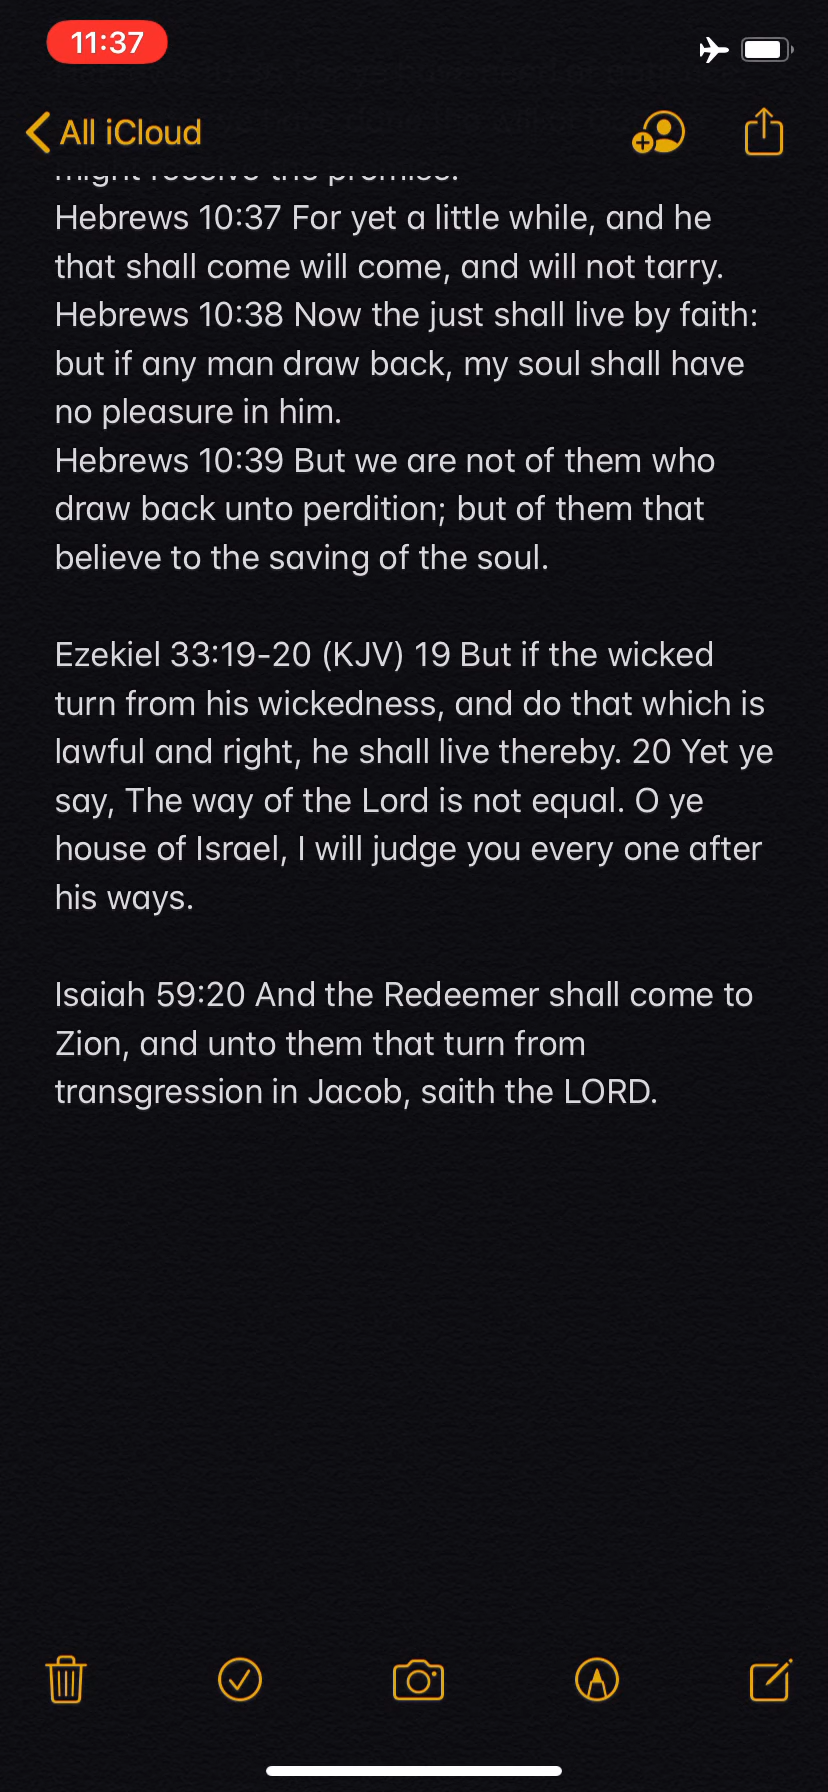 11:37
All iCloud
might receive the promise.
Hebrews 10:37 For yet a little while, and he
that shall come will come, and will not tarry.
Hebrews 10:38 Now the just shall live by faith:
but if any man draw back, my soul shall have
no pleasure in him.
Hebrews 10:39 But we are not of them who
draw back unto perdition; but of them that
believe to the saving of the soul.
Ezekiel 33:19-20 (KJV) 19 But if the wicked
turn from his wickedness, and do that which is
lawful and right, he shall live thereby. 20 Yet ye
say, The way of the Lord is not equal. O ye
house of Israel, I will judge you every one after
his ways.
Isaiah 59:20 And the Redeemer shall come to
Zion, and unto them that turn from
transgression in Jacob, saith the LORD.